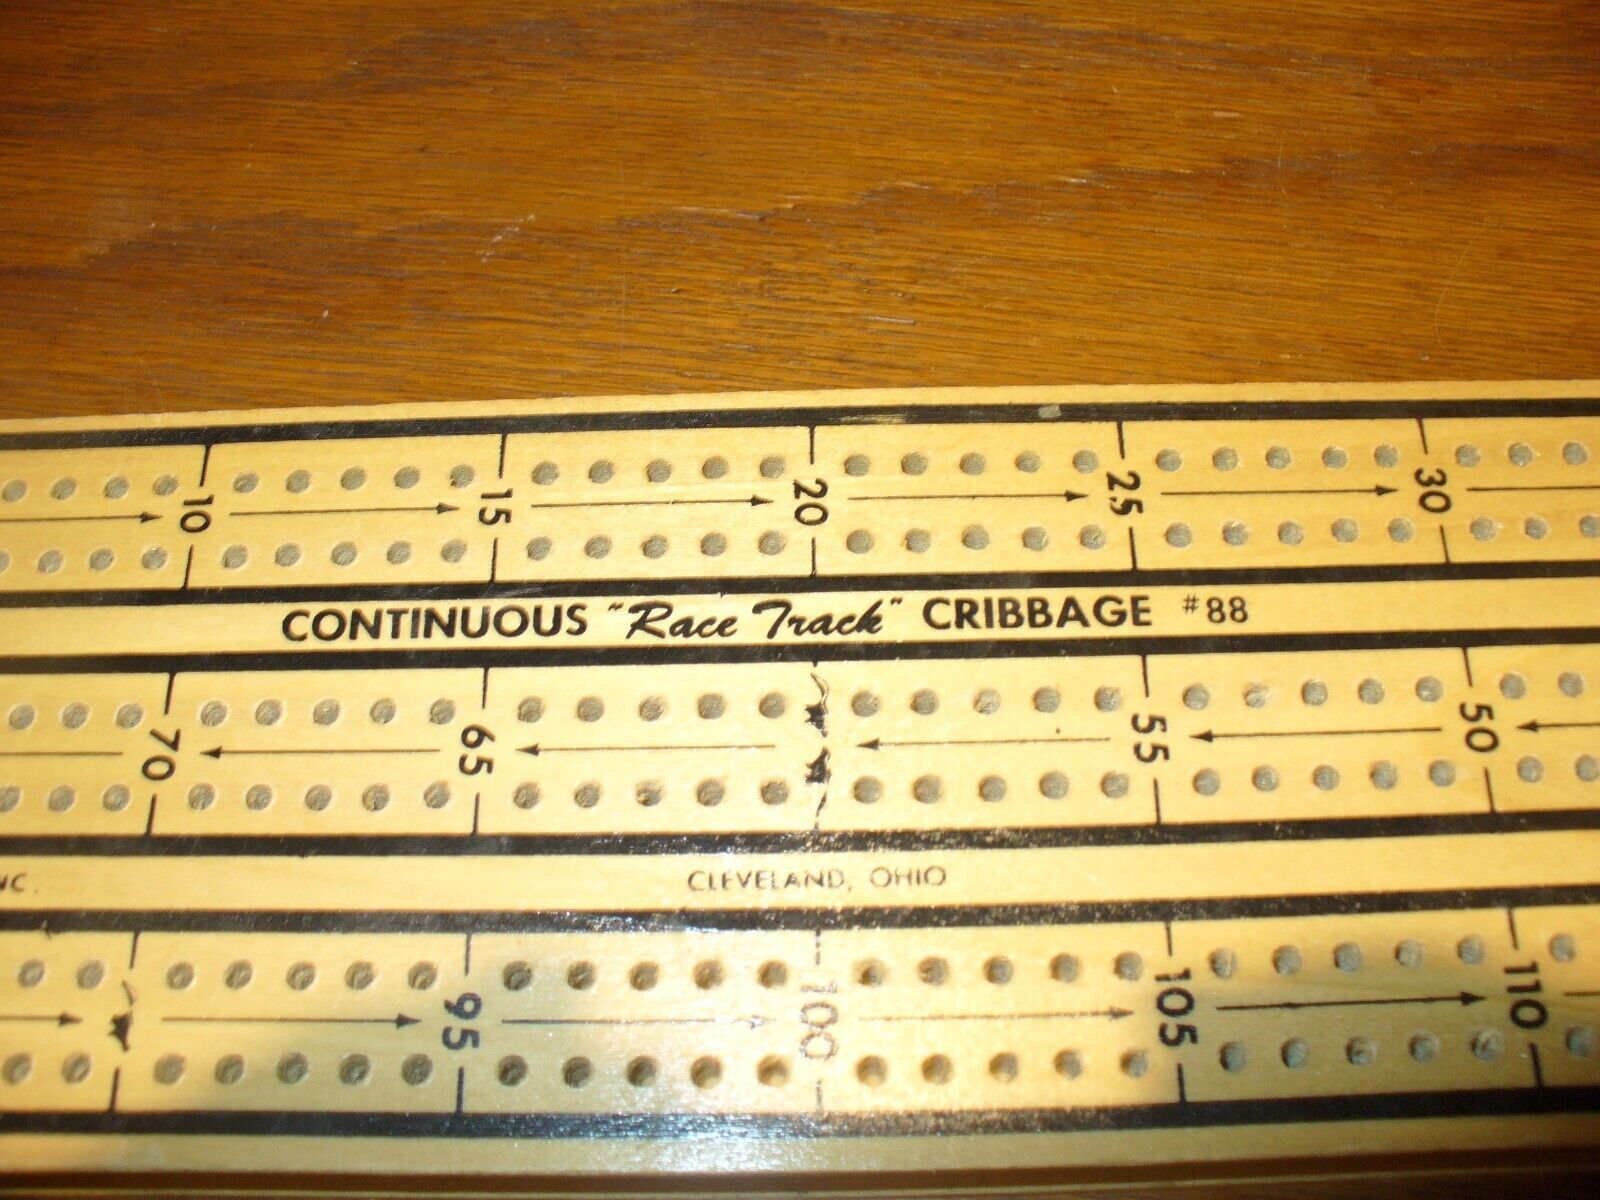 10 15 20 25 30
CONTINUOUS "Race Track" CRIBBAGE #88
70 65 55 50
NC. CLEVELAND, OHIO
95 100 105 110